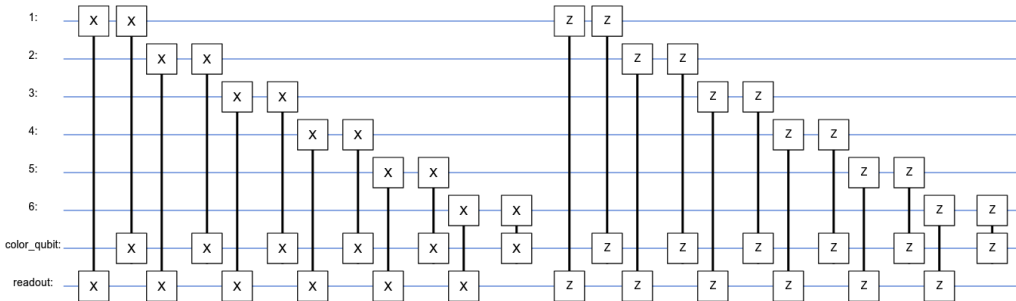 1: X X Z Z
2: X X Z Z
3: X X Z Z
4: X X Z Z
5: X X Z Z
6: X X Z Z
color_qubit: X X X X X X Z Z Z Z Z Z
readout: X X X X X X Z Z Z Z Z Z